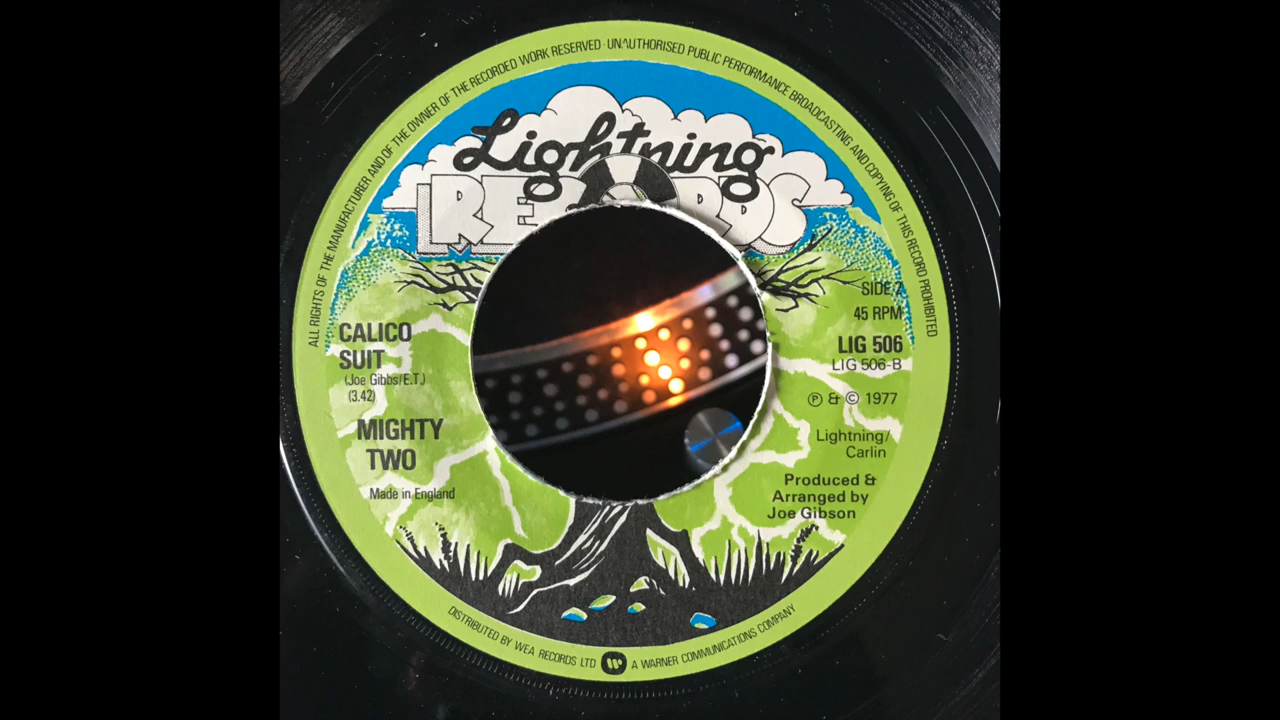 ALL RIGHTS OF THE MANUFACTURER AND OF THE OWNER OF THE RECORDED WORK RESERVED · UNAUTHORISED PUBLIC PERFORMANCE BROADCASTING AND COPYING OF THIS RECORD PROHIBITED
Lightning
RECORDS
SIDE 2
45 RPM
LIG 506
LIG 506-B
℗ & © 1977
Lightning/
Carlin
Produced &
Arranged by
Joe Gibson
CALICO
SUIT
(Joe Gibbs/E.T.)
(3.42)
MIGHTY
TWO
Made in England
DISTRIBUTED BY WEA RECORDS LTD W A WARNER COMMUNICATIONS COMPANY